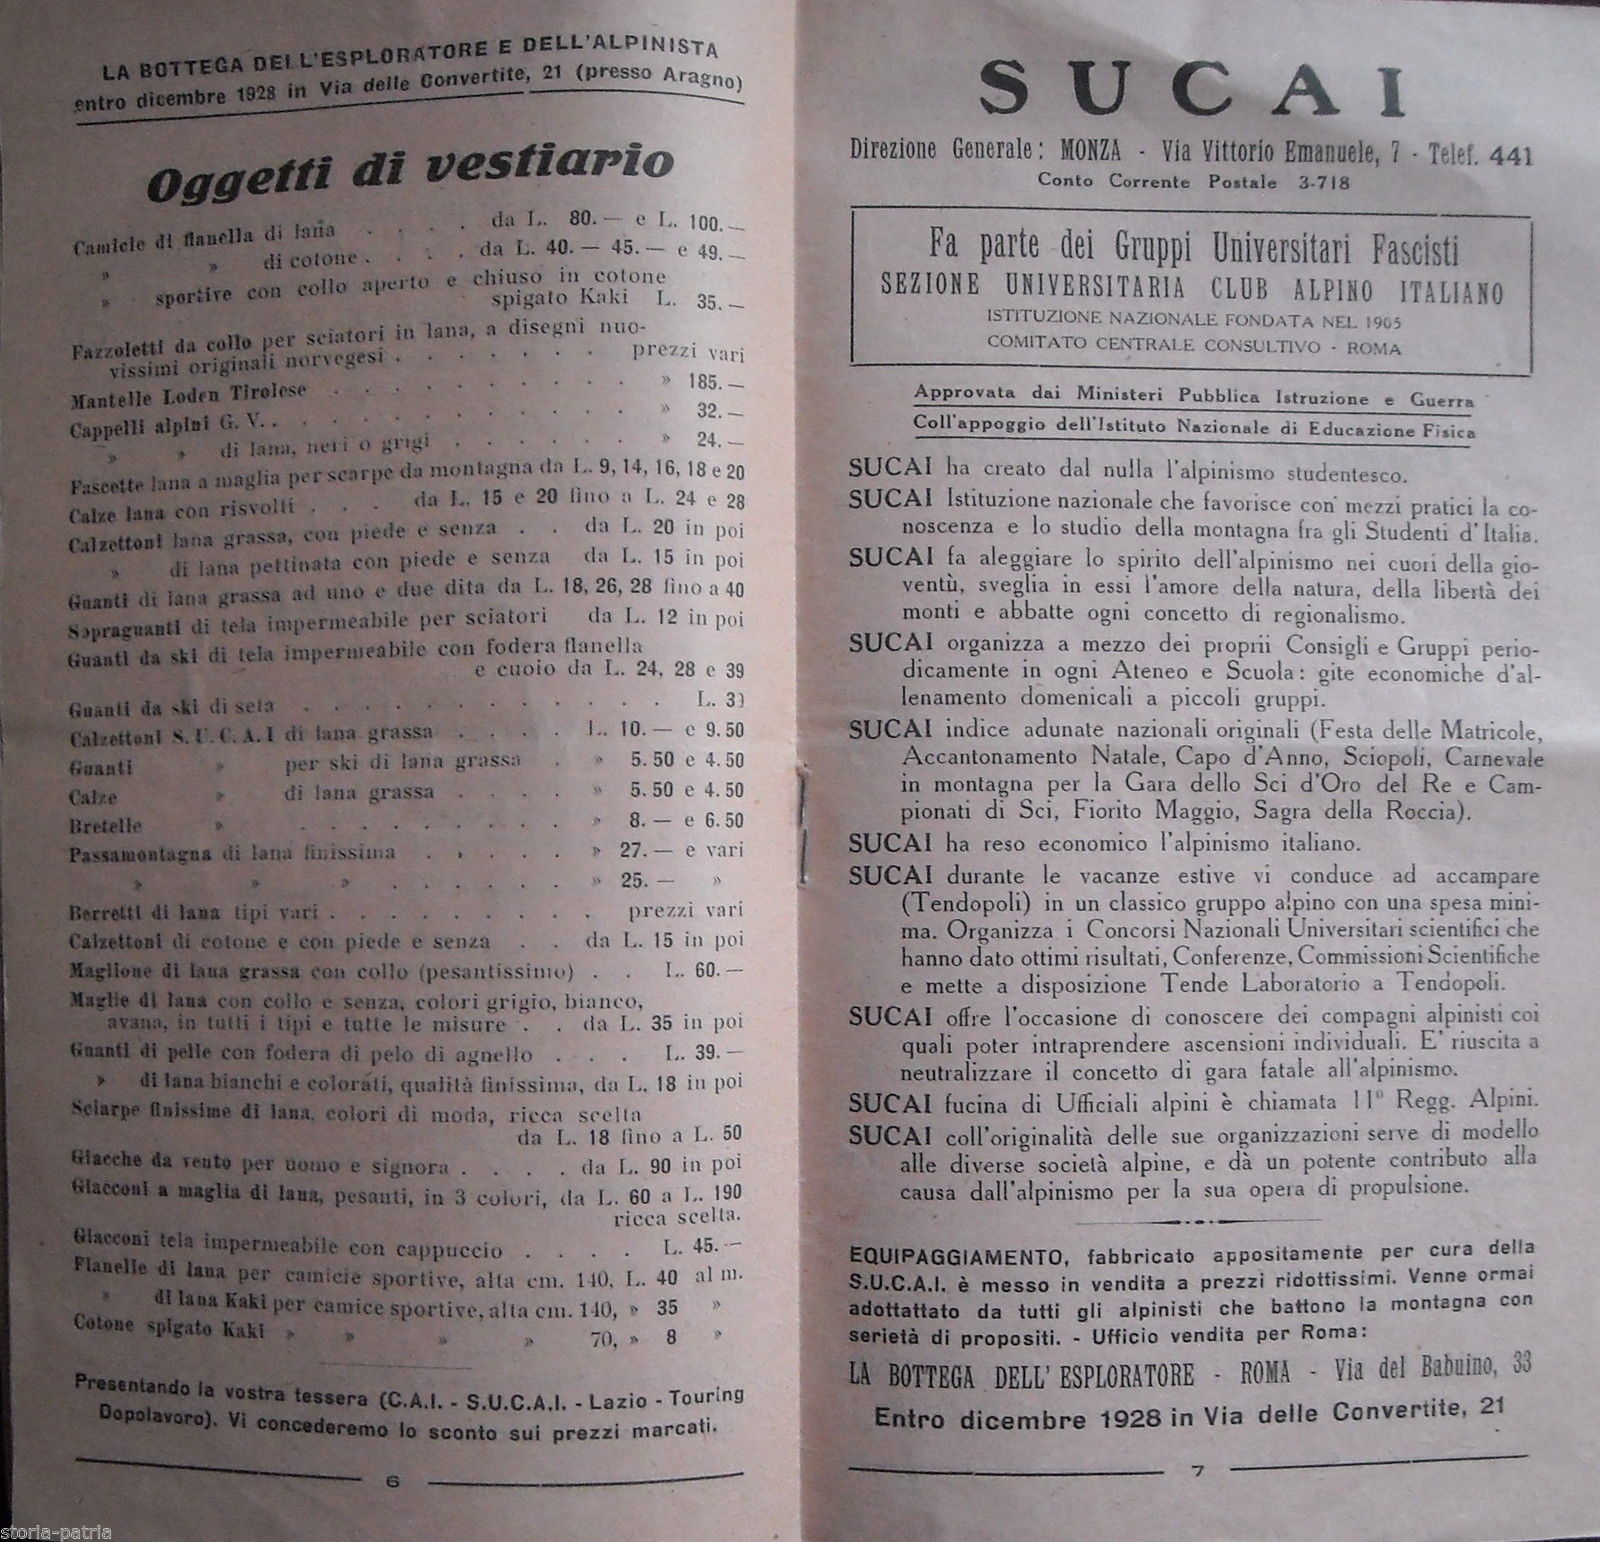 LA BOTTEGA DELL'ESPLORATORE E DELL'ALPINISTA
entro dicembre 1928 in Via delle Convertite, 21 (presso Aragno)
Oggetti di vestiario
Camicie di flanella di lana . . . . da L. 80.— e L. 100.—
» » di cotone . . . . da L. 40.— 45.— e 49.—
» sportive con collo aperto e chiuso in cotone
spigato Kaki L. 35.—
Fazzoletti da collo per sciatori in lana, a disegni nuo-
vissimi originali norvegesi . . . . . . . prezzi vari
Mantelle Loden Tirolese . . . . . . . . . » 185.—
Cappelli alpini G. V. . . . . . . . . . . » 32.—
» » di lana, neri o grigi . . . . . . » 24.—
Fascette lana a maglia per scarpe da montagna da L. 9, 14, 16, 18 e 20
Calze lana con risvolti . . . da L. 15 e 20 fino a L. 24 e 28
Calzettoni lana grassa, con piede e senza . . da L. 20 in poi
» di lana pettinata con piede e senza da L. 15 in poi
Guanti di lana grassa ad uno e due dita da L. 18, 26, 28 fino a 40
Sopraguanti di tela impermeabile per sciatori da L. 12 in poi
Guanti da ski di tela impermeabile con fodera flanella
e cuoio da L. 24, 28 e 39
Guanti da ski di seta . . . . . . . . . . . . L.
Calzettoni S.U.C.A.I di lana grassa . . . . L. 10.— e 9.50
Guanti » per ski di lana grassa . » 5.50 e 4.50
Calze » di lana grassa . . . . » 5.50 e 4.50
Bretelle » . . . . . . . . . » 8.— e 6.50
Passamontagna di lana finissima . . . . . » 27.— e vari
» » » . . . . . . » 25.— »
Berretti di lana tipi vari . . . . . . . . . prezzi vari
Calzettoni di cotone e con piede e senza . . da L. 15 in poi
Maglione di lana grassa con collo (pesantissimo) . . L. 60.—
Maglie di lana con collo e senza, colori grigio, bianco,
avana, in tutti i tipi e tutte le misure . . da L. 35 in poi
Guanti di pelle con fodera di pelo di agnello . . . L. 39.—
» di lana bianchi e colorati, qualità finissima, da L. 18 in poi
Sciarpe finissime di lana, colori di moda, ricca scelta
da L. 18 fino a L. 50
Giacche da vento per uomo e signora . . . . da L. 90 in poi
Giacconi a maglia di lana, pesanti, in 3 colori, da L. 60 a L. 190
ricca scelta.
Giacconi tela impermeabile con cappuccio . . . . L. 45.—
Flanelle di lana per camicie sportive, alta cm. 140, L. 40 al m.
» di lana Kaki per camice sportive, alta cm. 140, » 35 »
Cotone spigato Kaki » » » » 70, » 8 »
Presentando la vostra tessera (C.A.I. - S.U.C.A.I. - Lazio - Touring
Dopolavoro). Vi concederemo lo sconto sui prezzi marcati.
6
SUCAI
Direzione Generale: MONZA - Via Vittorio Emanuele, 7 - Telef. 441
Conto Corrente Postale 3-718
Fa parte dei Gruppi Universitari Fascisti
SEZIONE UNIVERSITARIA CLUB ALPINO ITALIANO
ISTITUZIONE NAZIONALE FONDATA NEL 1905
COMITATO CENTRALE CONSULTIVO - ROMA
Approvata dai Ministeri Pubblica Istruzione e Guerra
Coll'appoggio dell'Istituto Nazionale di Educazione Fisica
SUCAI ha creato dal nulla l'alpinismo studentesco.
SUCAI Istituzione nazionale che favorisce con mezzi pratici la co-
noscenza e lo studio della montagna fra gli Studenti d'Italia.
SUCAI fa aleggiare lo spirito dell'alpinismo nei cuori della gio-
ventù, sveglia in essi l'amore della natura, della libertà dei
monti e abbatte ogni concetto di regionalismo.
SUCAI organizza a mezzo dei proprii Consigli e Gruppi perio-
dicamente in ogni Ateneo e Scuola: gite economiche d'al-
lenamento domenicali a piccoli gruppi.
SUCAI indice adunate nazionali originali (Festa delle Matricole,
Accantonamento Natale, Capo d'Anno, Sciopoli, Carnevale
in montagna per la Gara dello Sci d'Oro del Re e Cam-
pionati di Sci, Fiorito Maggio, Sagra della Roccia).
SUCAI ha reso economico l'alpinismo italiano.
SUCAI durante le vacanze estive vi conduce ad accampare
(Tendopoli) in un classico gruppo alpino con una spesa mini-
ma. Organizza i Concorsi Nazionali Universitari scientifici che
hanno dato ottimi risultati, Conferenze, Commissioni Scientifiche
e mette a disposizione Tende Laboratorio a Tendopoli.
SUCAI offre l'occasione di conoscere dei compagni alpinisti coi
quali poter intraprendere ascensioni individuali. E' riuscita a
neutralizzare il concetto di gara fatale all'alpinismo.
SUCAI fucina di Ufficiali alpini è chiamata 11° Regg. Alpini.
SUCAI coll'originalità delle sue organizzazioni serve di modello
alle diverse società alpine, e dà un potente contributo alla
causa dall'alpinismo per la sua opera di propulsione.
EQUIPAGGIAMENTO, fabbricato appositamente per cura della
S.U.C.A.I. è messo in vendita a prezzi ridottissimi. Venne ormai
adottattato da tutti gli alpinisti che battono la montagna con
serietà di propositi. - Ufficio vendita per Roma:
LA BOTTEGA DELL'ESPLORATORE - ROMA - Via del Babuino, 33
Entro dicembre 1928 in Via delle Convertite, 21
7
storia-patria